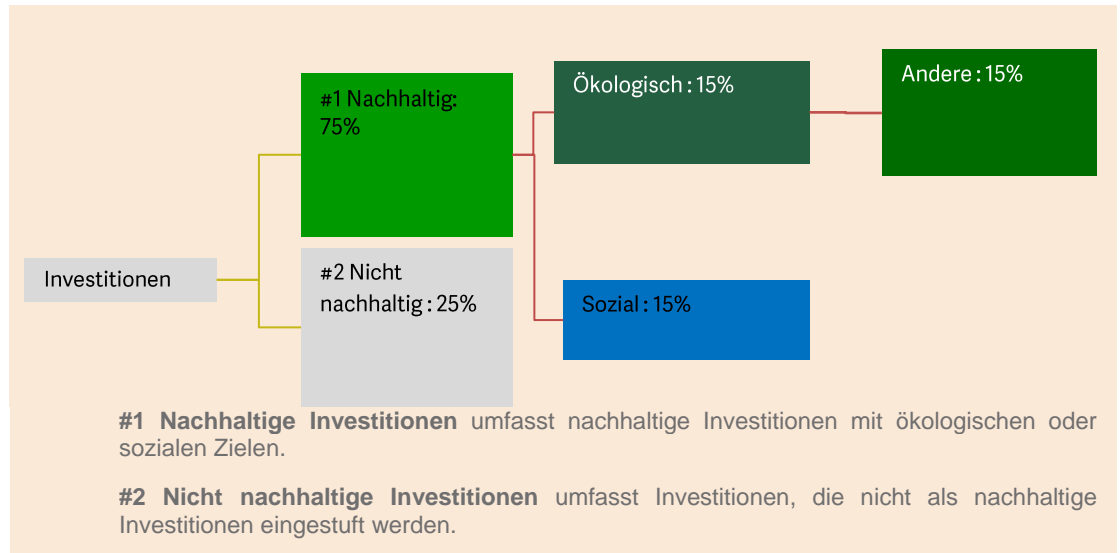 Investitionen
#1 Nachhaltig:
75%
#2 Nicht
nachhaltig : 25%
Ökologisch : 15%
Sozial : 15%
Andere : 15%
#1 Nachhaltige Investitionen umfasst nachhaltige Investitionen mit ökologischen oder
sozialen Zielen.
#2 Nicht nachhaltige Investitionen umfasst Investitionen, die nicht als nachhaltige
Investitionen eingestuft werden.